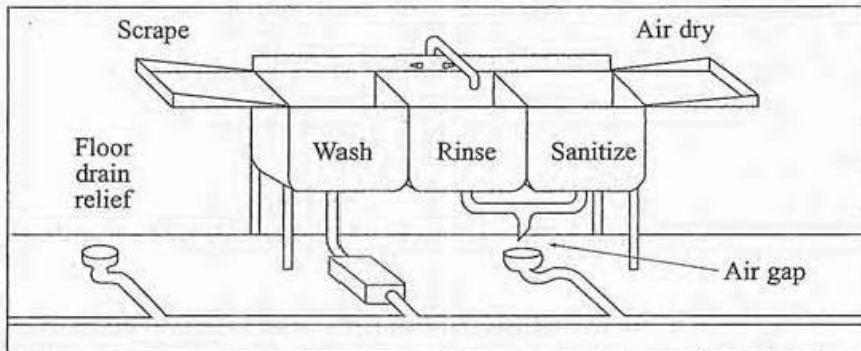 Scrape
Air dry
Wash
Rinse
Sanitize
Floor
drain
relief
Air gap